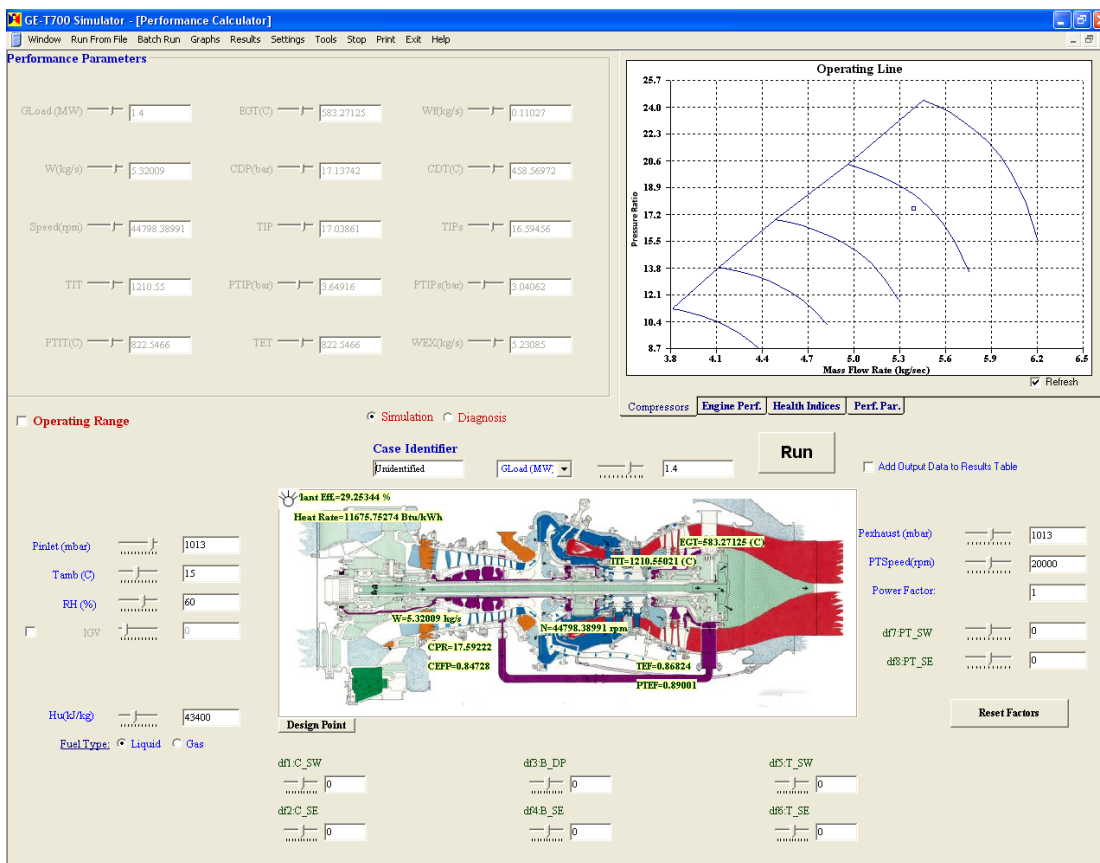 GE-T700 Simulator - [Performance Calculator]
Window Run From File Batch Run Graphs Results Settings Tools Stop Print Exit Help
Performance Parameters
GLoad (MW) 1.4 EGT(C) 583.27125 Wf(kg/s) 0.11027
W(kg/s) 5.32009 CDP(bar) 17.13742 CDT(C) 458.56972
Speed(rpm) 44798.38991 TIP 17.03861 TIPs 16.59456
TIT 1210.55 PTIP(bar) 3.64916 PTIPs(bar) 3.04062
PTIT(C) 822.5466 TET 822.5466 WEX(kg/s) 5.23085
Operating Line
Pressure Ratio
25.7
24.0
22.3
20.6
18.9
17.2
15.5
13.8
12.1
10.4
8.7
3.8 4.1 4.4 4.7 5.0 5.3 5.6 5.9 6.2 6.5
Mass Flow Rate (kg/sec)
Refresh
Compressors Engine Perf. Health Indices Perf. Par.
Operating Range
Simulation Diagnosis
Case Identifier
Unidentified GLoad (MW) 1.4
Run
Add Output Data to Results Table
Pinlet (mbar) 1013
Tamb (C) 15
RH (%) 60
IGV 0
Hu(kJ/kg) 43400
Fuel Type: Liquid Gas
lant Eff.=29.25344 %
Heat Rate=11675.75274 Btu/kWh
EGT=583.27125 (C)
TIT=1210.55021 (C)
W=5.32009 kg/s
N=44798.38991 rpm
CPR=17.59222
CEFP=0.84728
TEF=0.86824
PTEF=0.89001
Design Point
Pexhaust (mbar) 1013
PTSpeed(rpm) 20000
Power Factor: 1
df7:PT_SW 0
df8:PT_SE 0
Reset Factors
df1:C_SW 0
df3:B_DP 0
df5:T_SW 0
df2:C_SE 0
df4:B_SE 0
df6:T_SE 0